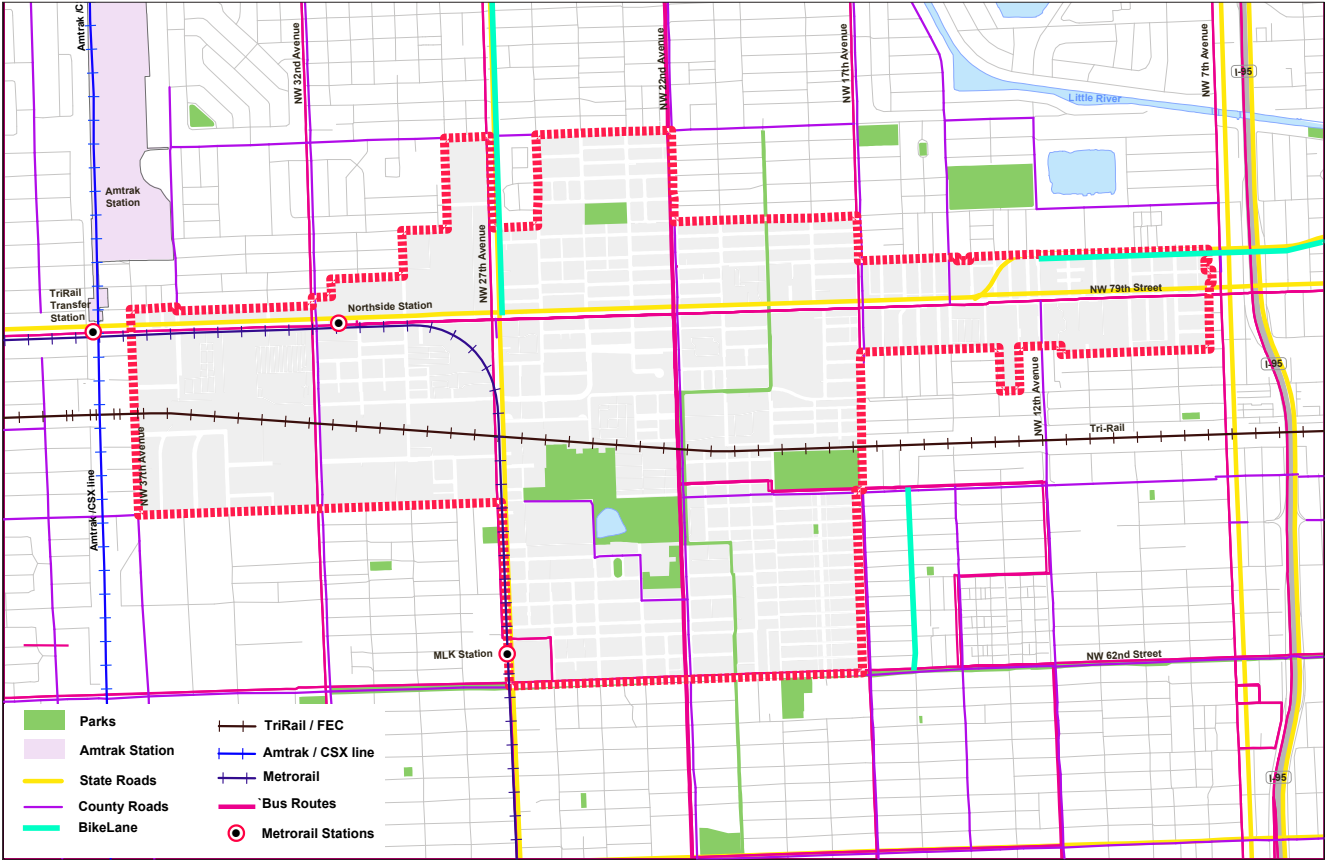 Amtrak /C
NW 32nd Avenue
NW 22nd Avenue
NW 17th Avenue
NW 7th Avenue
I-95
Little River
Amtrak
Station
NW 27th Avenue
TriRail
Transfer
Station
Northside Station
NW 79th Street
I-95
NW 12th Avenue
Tri-Rail
NW 37th Avenue
Amtrak /CSX line
MLK Station
NW 62nd Street
I-95
Parks
Amtrak Station
State Roads
County Roads
BikeLane
TriRail / FEC
Amtrak / CSX line
Metrorail
`Bus Routes
Metrorail Stations